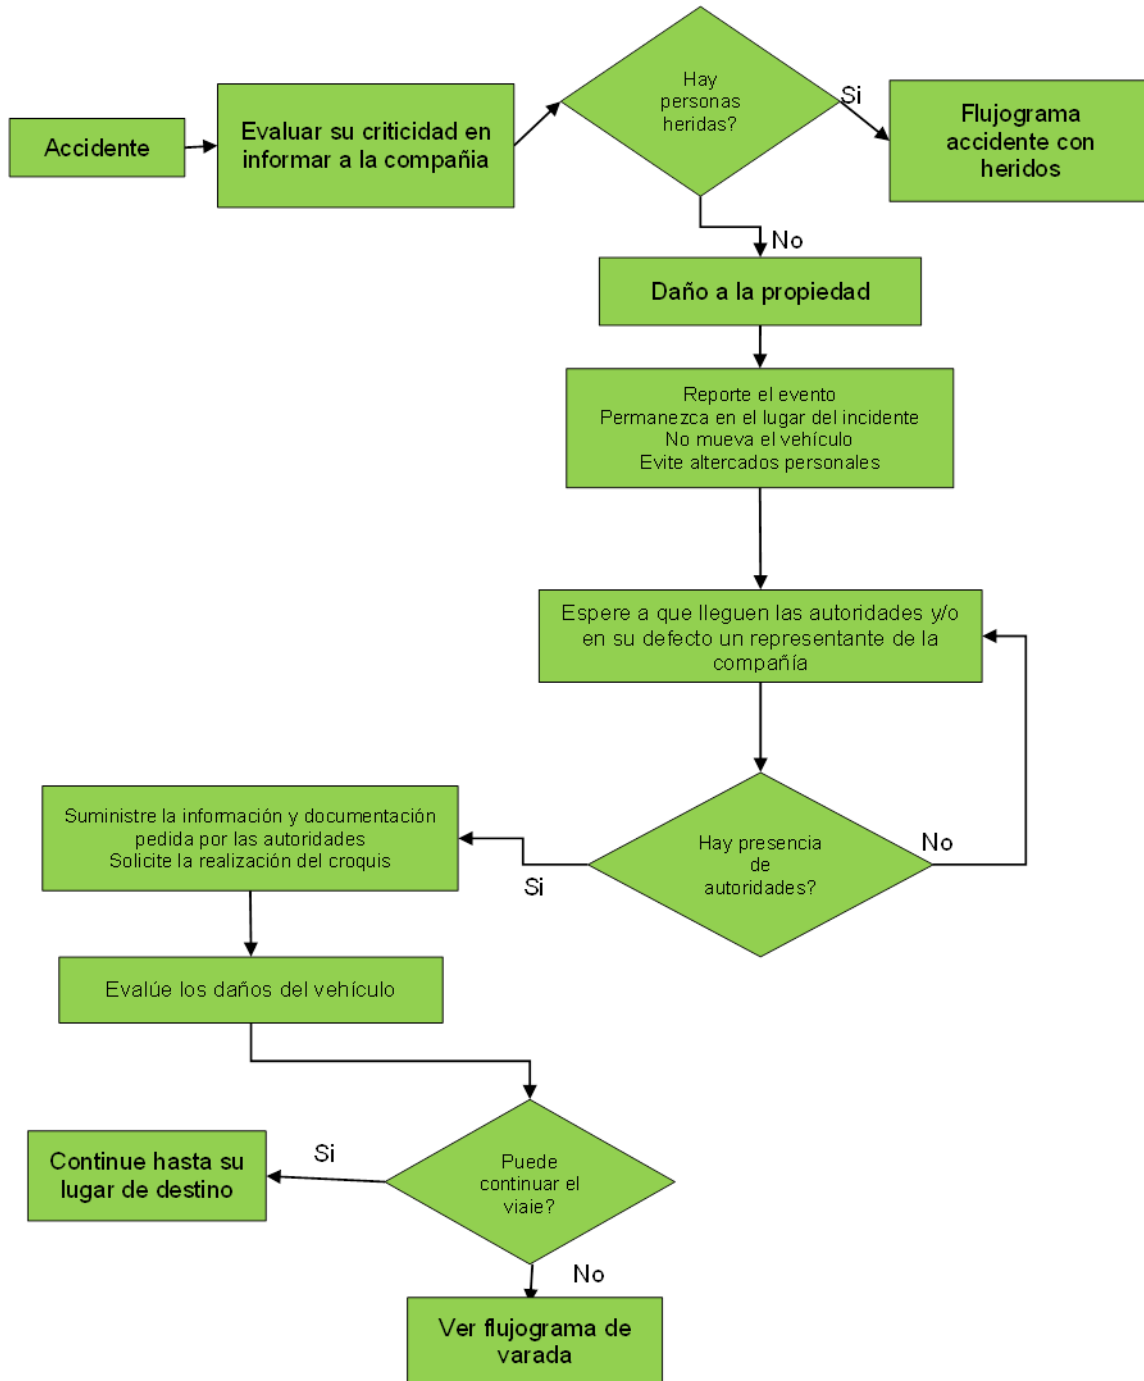 Accidente
Evaluar su criticidad en
informar a la compañia
Hay
personas
heridas?
Si
Flujograma
accidente con
heridos
No
Daño a la propiedad
Reporte el evento
Permanezca en el lugar del incidente
No mueva el vehículo
Evite altercados personales
Espere a que lleguen las autoridades y/o
en su defecto un representante de la
compañía
Hay presencia
de
autoridades?
No
Si
Suministre la información y documentación
pedida por las autoridades
Solicite la realización del croquis
Evalúe los daños del vehículo
Puede
continuar el
viaje?
Si
Continue hasta su
lugar de destino
No
Ver flujograma de
varada